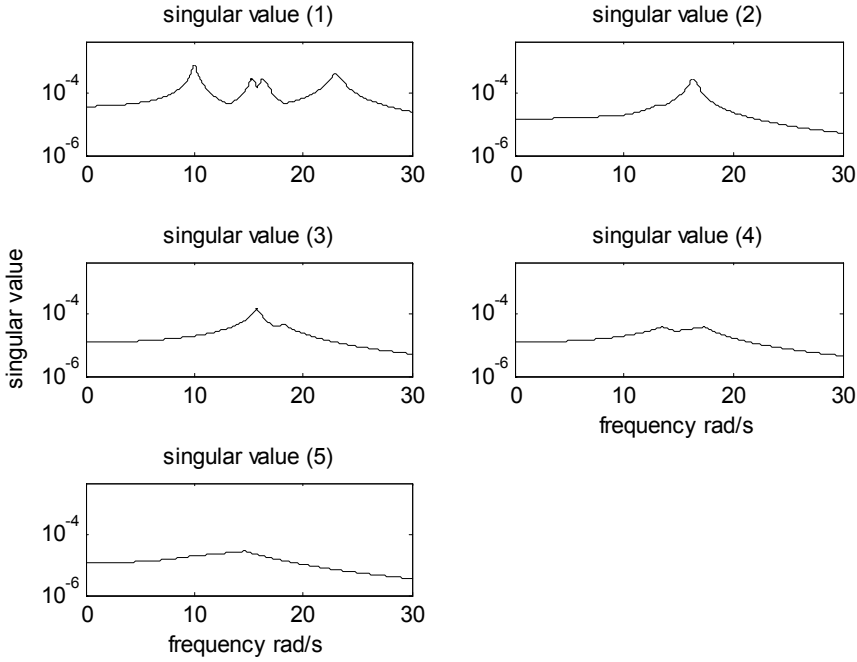 singular value (1)
singular value (2)
10^-4
10^-6
0 10 20 30
10^-4
10^-6
0 10 20 30
singular value (3)
singular value (4)
singular value
10^-4
10^-6
0 10 20 30
10^-4
10^-6
0 10 20 30
frequency rad/s
singular value (5)
10^-4
10^-6
0 10 20 30
frequency rad/s